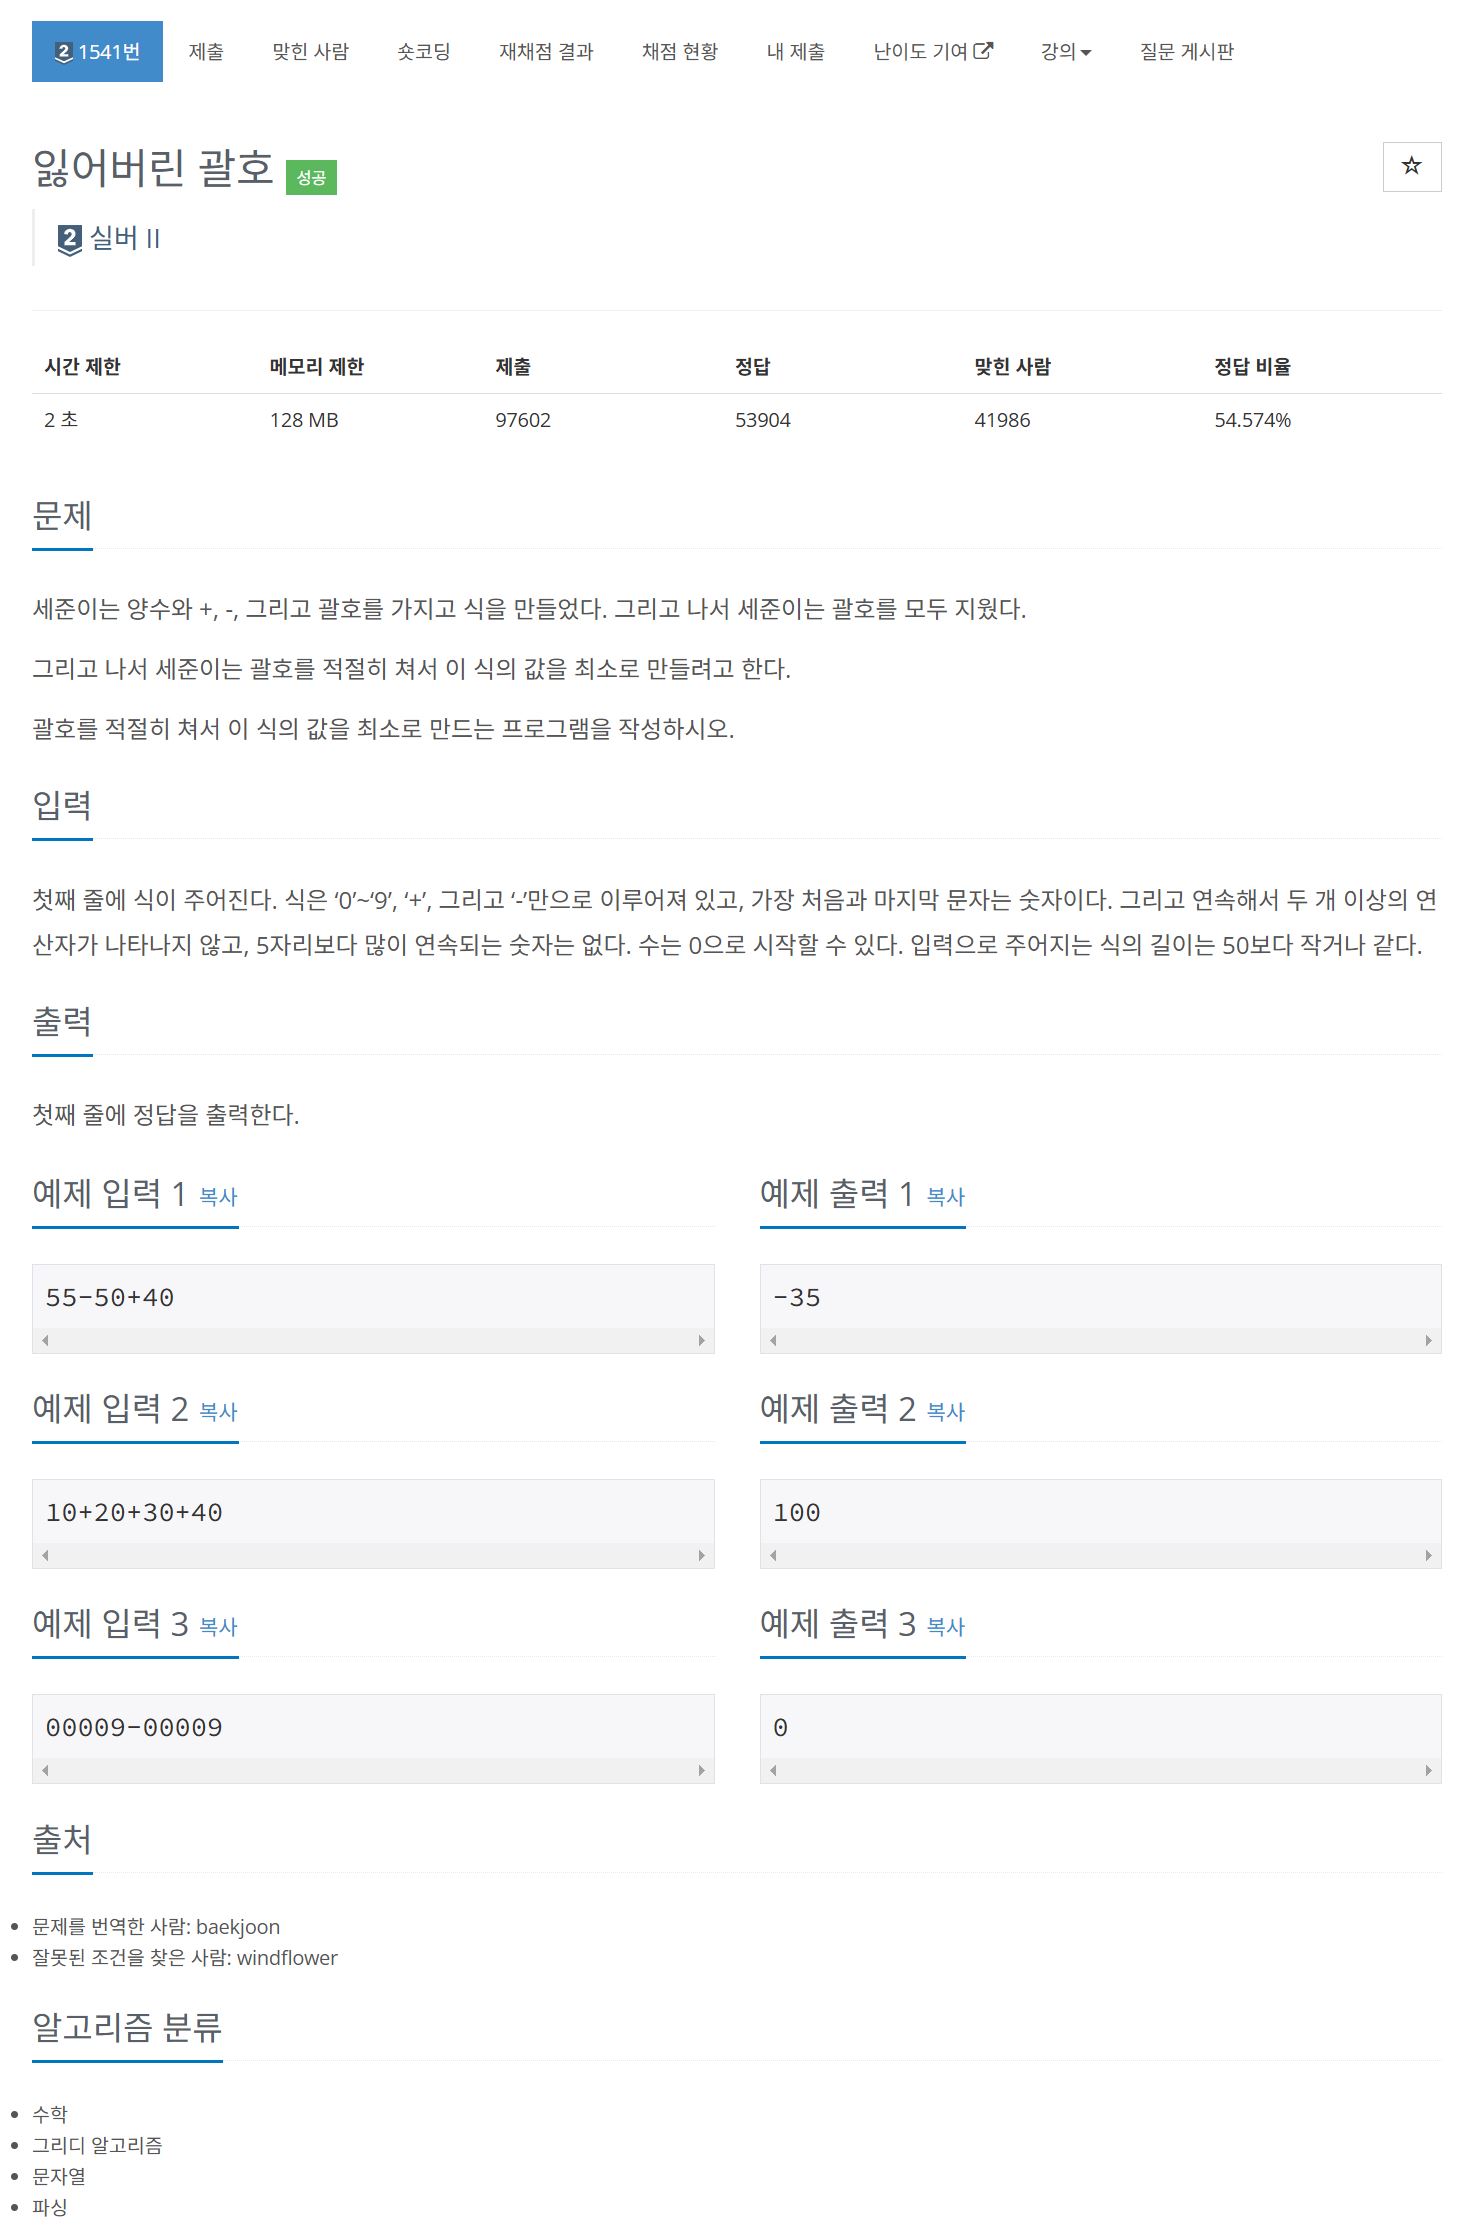 2 1541번 제출 맞힌 사람 숏코딩 재채점 결과 채점 현황 내 제출 난이도 기여 강의 질문 게시판
잃어버린 괄호 성공
2 실버 II
시간 제한 메모리 제한 제출 정답 맞힌 사람 정답 비율
2 초 128 MB 97602 53904 41986 54.574%
문제
세준이는 양수와 +, -, 그리고 괄호를 가지고 식을 만들었다. 그리고 나서 세준이는 괄호를 모두 지웠다.
그리고 나서 세준이는 괄호를 적절히 쳐서 이 식의 값을 최소로 만들려고 한다.
괄호를 적절히 쳐서 이 식의 값을 최소로 만드는 프로그램을 작성하시오.
입력
첫째 줄에 식이 주어진다. 식은 ‘0’~‘9’, ‘+’, 그리고 ‘-’만으로 이루어져 있고, 가장 처음과 마지막 문자는 숫자이다. 그리고 연속해서 두 개 이상의 연
산자가 나타나지 않고, 5자리보다 많이 연속되는 숫자는 없다. 수는 0으로 시작할 수 있다. 입력으로 주어지는 식의 길이는 50보다 작거나 같다.
출력
첫째 줄에 정답을 출력한다.
예제 입력 1 복사
55-50+40
예제 출력 1 복사
-35
예제 입력 2 복사
10+20+30+40
예제 출력 2 복사
100
예제 입력 3 복사
00009-00009
예제 출력 3 복사
0
출처
문제를 번역한 사람: baekjoon
잘못된 조건을 찾은 사람: windflower
알고리즘 분류
수학
그리디 알고리즘
문자열
파싱